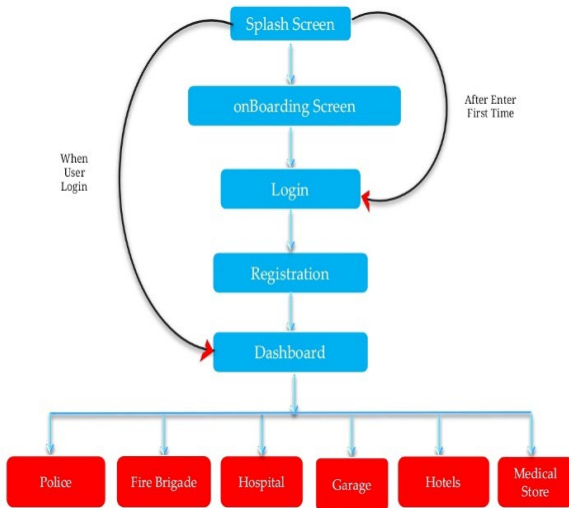 Splash Screen
onBoarding Screen
After Enter
First Time
When
User
Login
Login
Registration
Dashboard
Police
Fire Brigade
Hospital
Garage
Hotels
Medical
Store